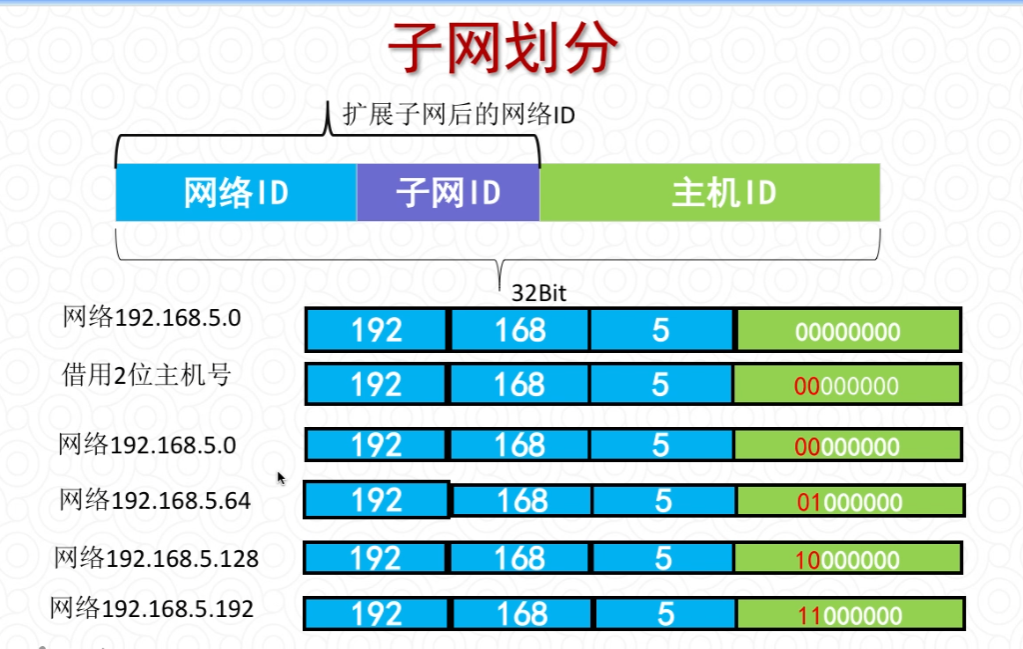 子网划分
扩展子网后的网络ID
网络ID 子网ID 主机ID
32Bit
网络192.168.5.0 192 168 5 00000000
借用2位主机号 192 168 5 00000000
网络192.168.5.0 192 168 5 00000000
网络192.168.5.64 192 168 5 01000000
网络192.168.5.128 192 168 5 10000000
网络192.168.5.192 192 168 5 11000000